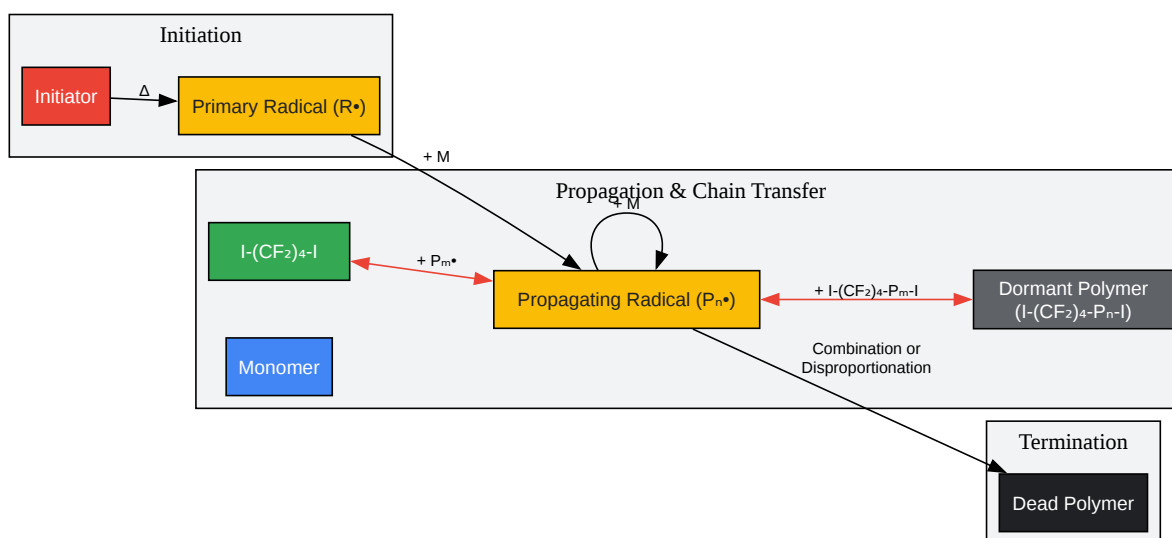 Initiation
Initiator
Δ
Primary Radical (R•)
+ M
Propagation & Chain Transfer
+ M
I-(CF₂)₄-I
+ Pₘ•
Propagating Radical (Pₙ•)
+ I-(CF₂)₄-Pₘ-I
Dormant Polymer
(I-(CF₂)₄-Pₙ-I)
Monomer
Combination or
Disproportionation
Termination
Dead Polymer